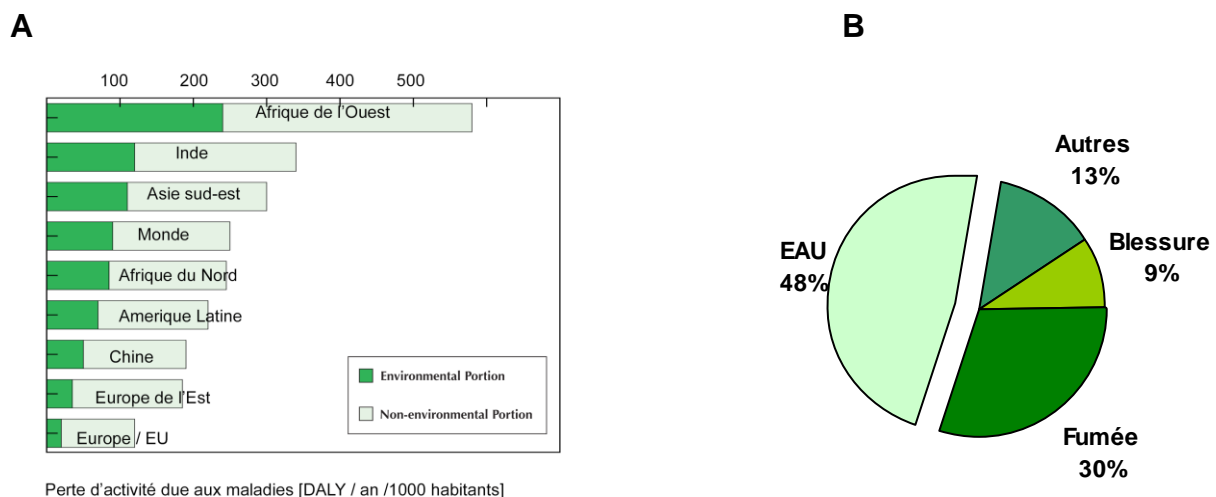 A
100 200 300 400 500
Afrique de l'Ouest
Inde
Asie sud-est
Monde
Afrique du Nord
Amerique Latine
Chine
Europe de l'Est
Europe / EU
Environmental Portion
Non-environmental Portion
Perte d'activité due aux maladies [DALY / an /1000 habitants]
B
Autres
13%
Blessure
9%
EAU
48%
Fumée
30%